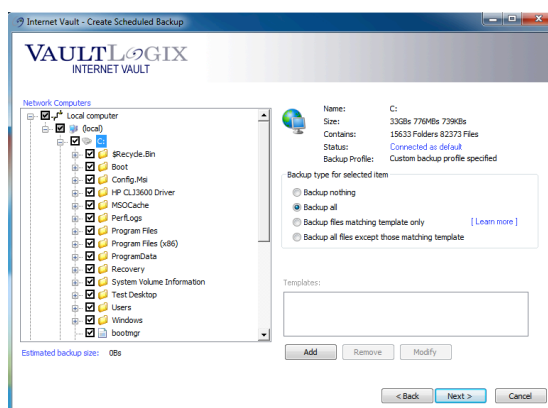 Internet Vault - Create Scheduled Backup
VAULTLOGIX
INTERNET VAULT
Network Computers
Local computer
(local)
C:
$Recycle.Bin
Boot
Config.Msi
HP CLJ3600 Driver
MSOCache
PerfLogs
Program Files
Program Files (x86)
ProgramData
Recovery
System Volume Information
Test Desktop
Users
Windows
bootmgr
Estimated backup size: 0Bs
Name: C:
Size: 33GBs 776MBs 739KBs
Contains: 15633 Folders 82373 Files
Status: Connected as default
Backup Profile: Custom backup profile specified
Backup type for selected item
Backup nothing
Backup all
Backup files matching template only [ Learn more ]
Backup all files except those matching template
Templates:
Add Remove Modify
< Back Next > Cancel